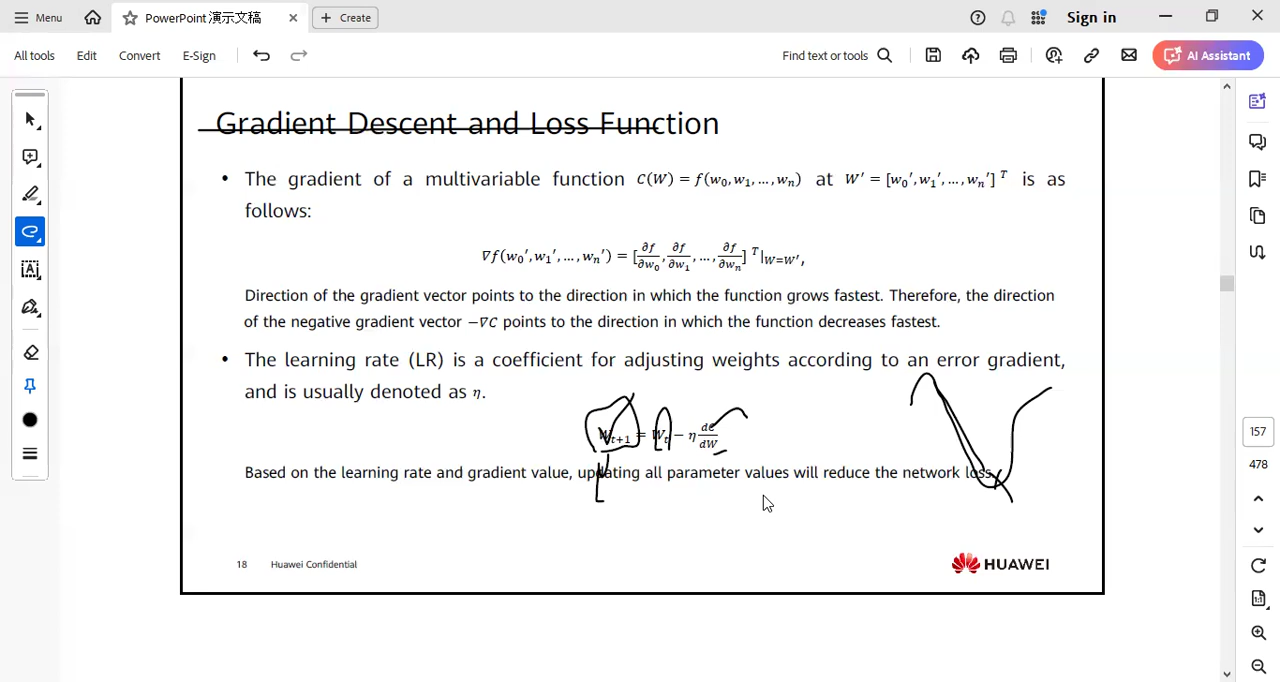 Menu PowerPoint 演示文稿 Create Sign in
All tools Edit Convert E-Sign Find text or tools AI Assistant
Gradient Descent and Loss Function
• The gradient of a multivariable function C(W) = f(w₀, w₁, … , wₙ) at W′ = [w₀′, w₁′, … , wₙ′]ᵀ is as
follows:
∇f(w₀′, w₁′, … , wₙ′) = [∂f/∂w₀, ∂f/∂w₁, … , ∂f/∂wₙ]ᵀ|W=W′,
Direction of the gradient vector points to the direction in which the function grows fastest. Therefore, the direction
of the negative gradient vector −∇C points to the direction in which the function decreases fastest.
• The learning rate (LR) is a coefficient for adjusting weights according to an error gradient,
and is usually denoted as η.
Wₜ₊₁ = Wₜ − η dC/dW
Based on the learning rate and gradient value, updating all parameter values will reduce the network loss.
157
478
18 Huawei Confidential HUAWEI
1:1